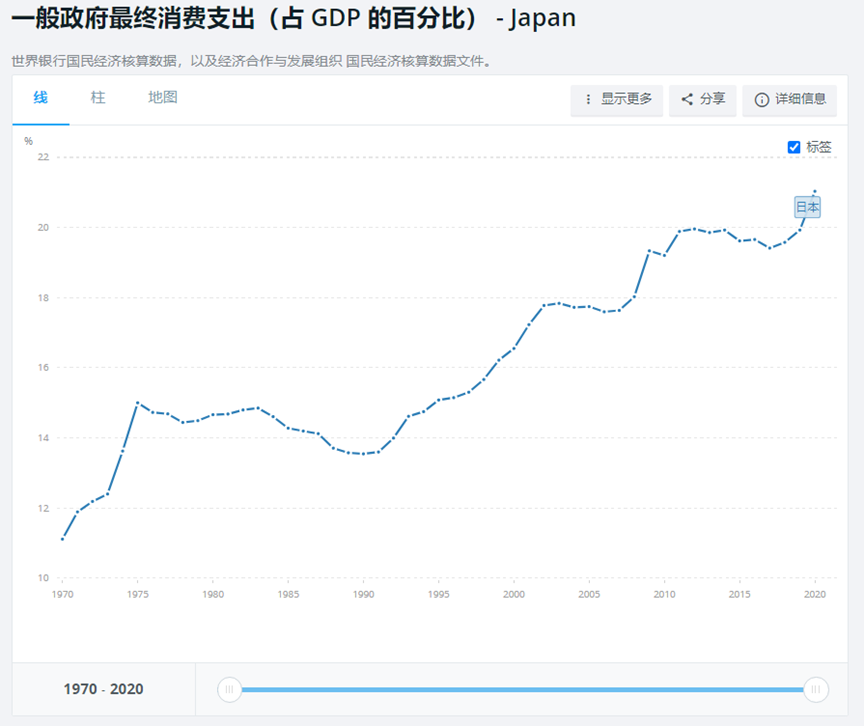 一般政府最终消费支出（占 GDP 的百分比） - Japan
世界银行国民经济核算数据，以及经济合作与发展组织 国民经济核算数据文件。
线 柱 地图 显示更多 分享 详细信息
% 标签
22
日本
20
18
16
14
12
10
1970 1975 1980 1985 1990 1995 2000 2005 2010 2015 2020
1970 - 2020